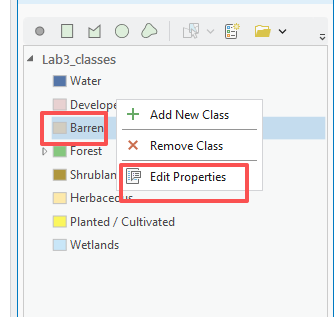 Lab3_classes
Water
Develope
Barren
Add New Class
Remove Class
Forest
Edit Properties
Shrublan
Herbaceous
Planted / Cultivated
Wetlands